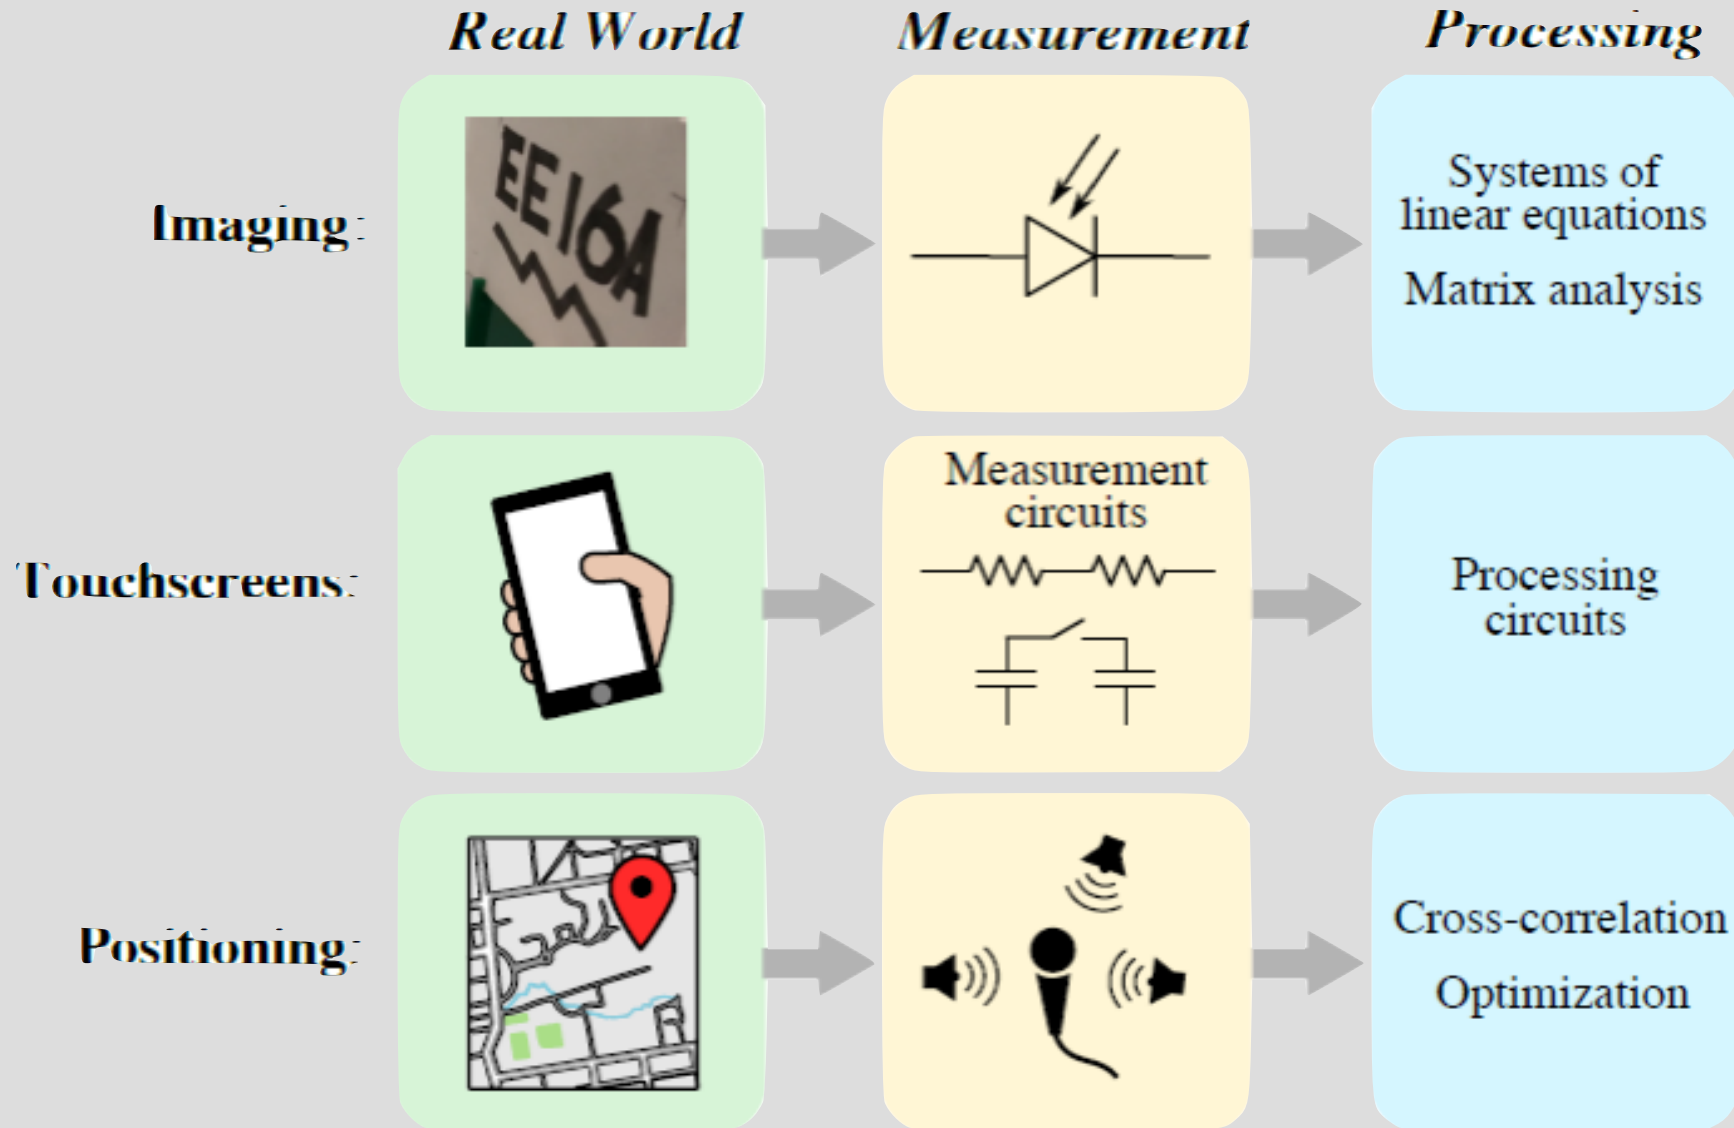 Real World
Measurement
Processing
Imaging:
EE16A
Systems of
linear equations
Matrix analysis
Touchscreens:
Measurement
circuits
Processing
circuits
Positioning:
Cross-correlation
Optimization